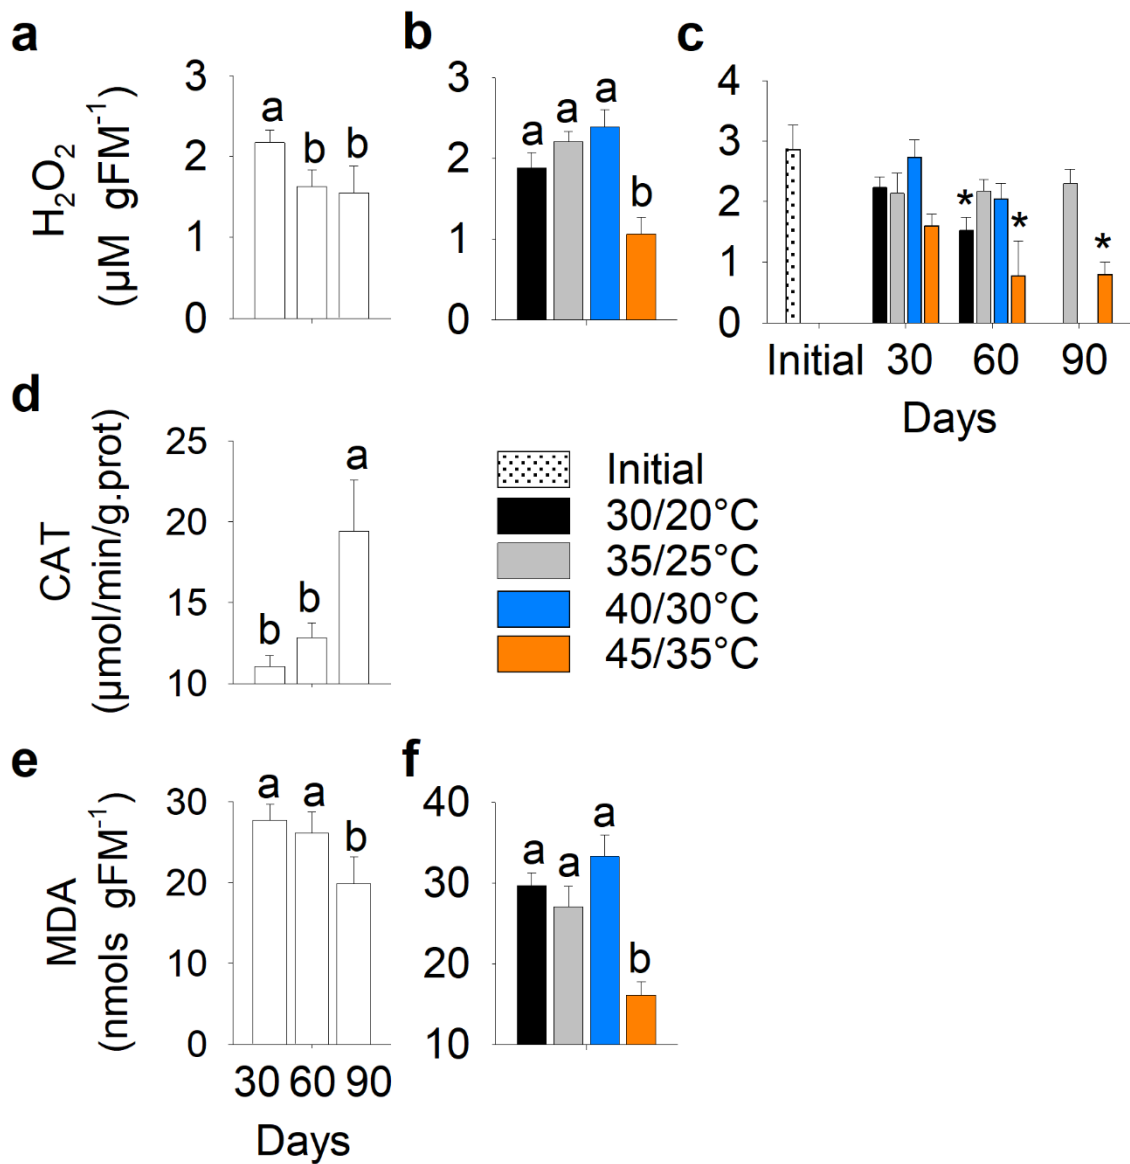 a
b
c
H₂O₂
(µM gFM⁻¹)
3
2
1
0
a
b
b
3
2
1
0
a
a
a
b
4
3
2
1
0
*
*
*
Initial 30 60 90
Days
d
CAT
(µmol/min/g.prot)
25
20
15
10
b
b
a
Initial
30/20°C
35/25°C
40/30°C
45/35°C
e
f
MDA
(nmols gFM⁻¹)
30
20
10
0
a
a
b
30 60 90
Days
40
30
20
10
a
a
a
b